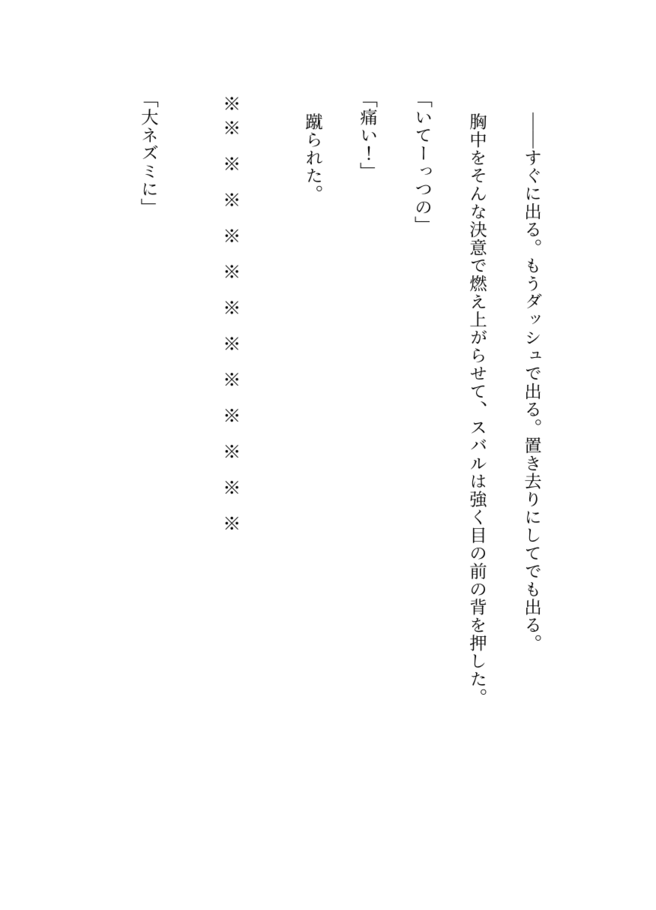 ――すぐに出る。もうダッシュで出る。置き去りにしてでも出る。
胸中をそんな決意で燃え上がらせて、スバルは強く目の前の背を押した。
「いてーっつの」
「痛い！」
蹴られた。
※※　※　※　※　※　※　※　※　※　※　※　※
「大ネズミに」